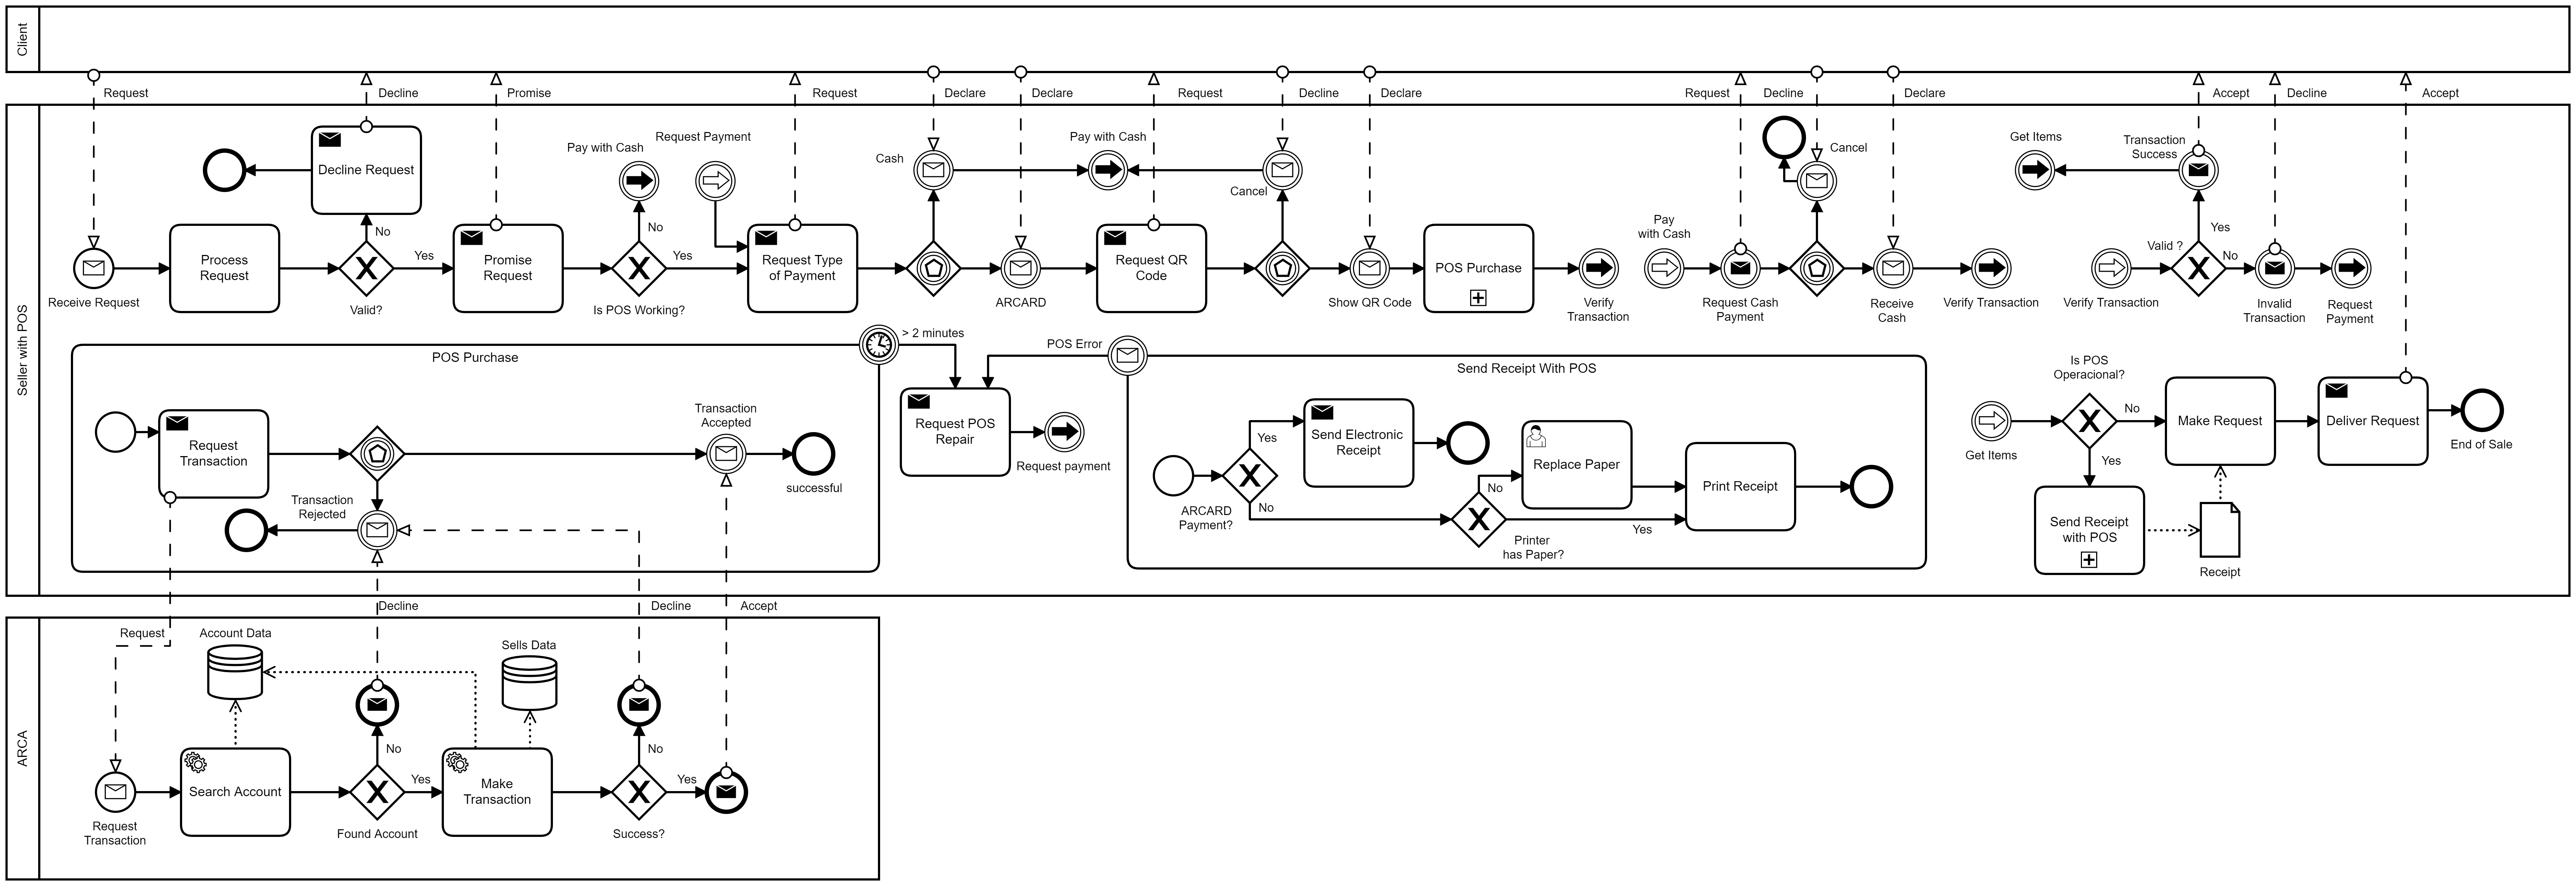 Client
Request
Decline
Promise
Request
Declare
Declare
Request
Decline
Declare
Request
Decline
Declare
Accept
Decline
Accept
Seller with POS
Receive Request
Process
Request
Decline Request
No
Valid?
Yes
Promise
Request
Pay with Cash
No
Is POS Working?
Yes
Request Payment
Request Type
of Payment
Cash
ARCARD
Pay with Cash
Request QR
Code
Cancel
Show QR Code
POS Purchase
Verify
Transaction
Pay
with Cash
Request Cash
Payment
Cancel
Receive
Cash
Verify Transaction
Verify Transaction
Valid ?
Get Items
Transaction
Success
Yes
No
Invalid
Transaction
Request
Payment
POS Purchase
> 2 minutes
Request
Transaction
Transaction
Rejected
Transaction
Accepted
successful
Request POS
Repair
Request payment
POS Error
Send Receipt With POS
ARCARD
Payment?
Yes
No
Send Electronic
Receipt
Printer
has Paper?
No
Yes
Replace Paper
Print Receipt
Get Items
Is POS
Operacional?
No
Yes
Make Request
Deliver Request
End of Sale
Send Receipt
with POS
Receipt
Decline
Decline
Accept
ARCA
Request
Account Data
Sells Data
Request
Transaction
Search Account
No
Yes
Found Account
Make
Transaction
No
Yes
Success?